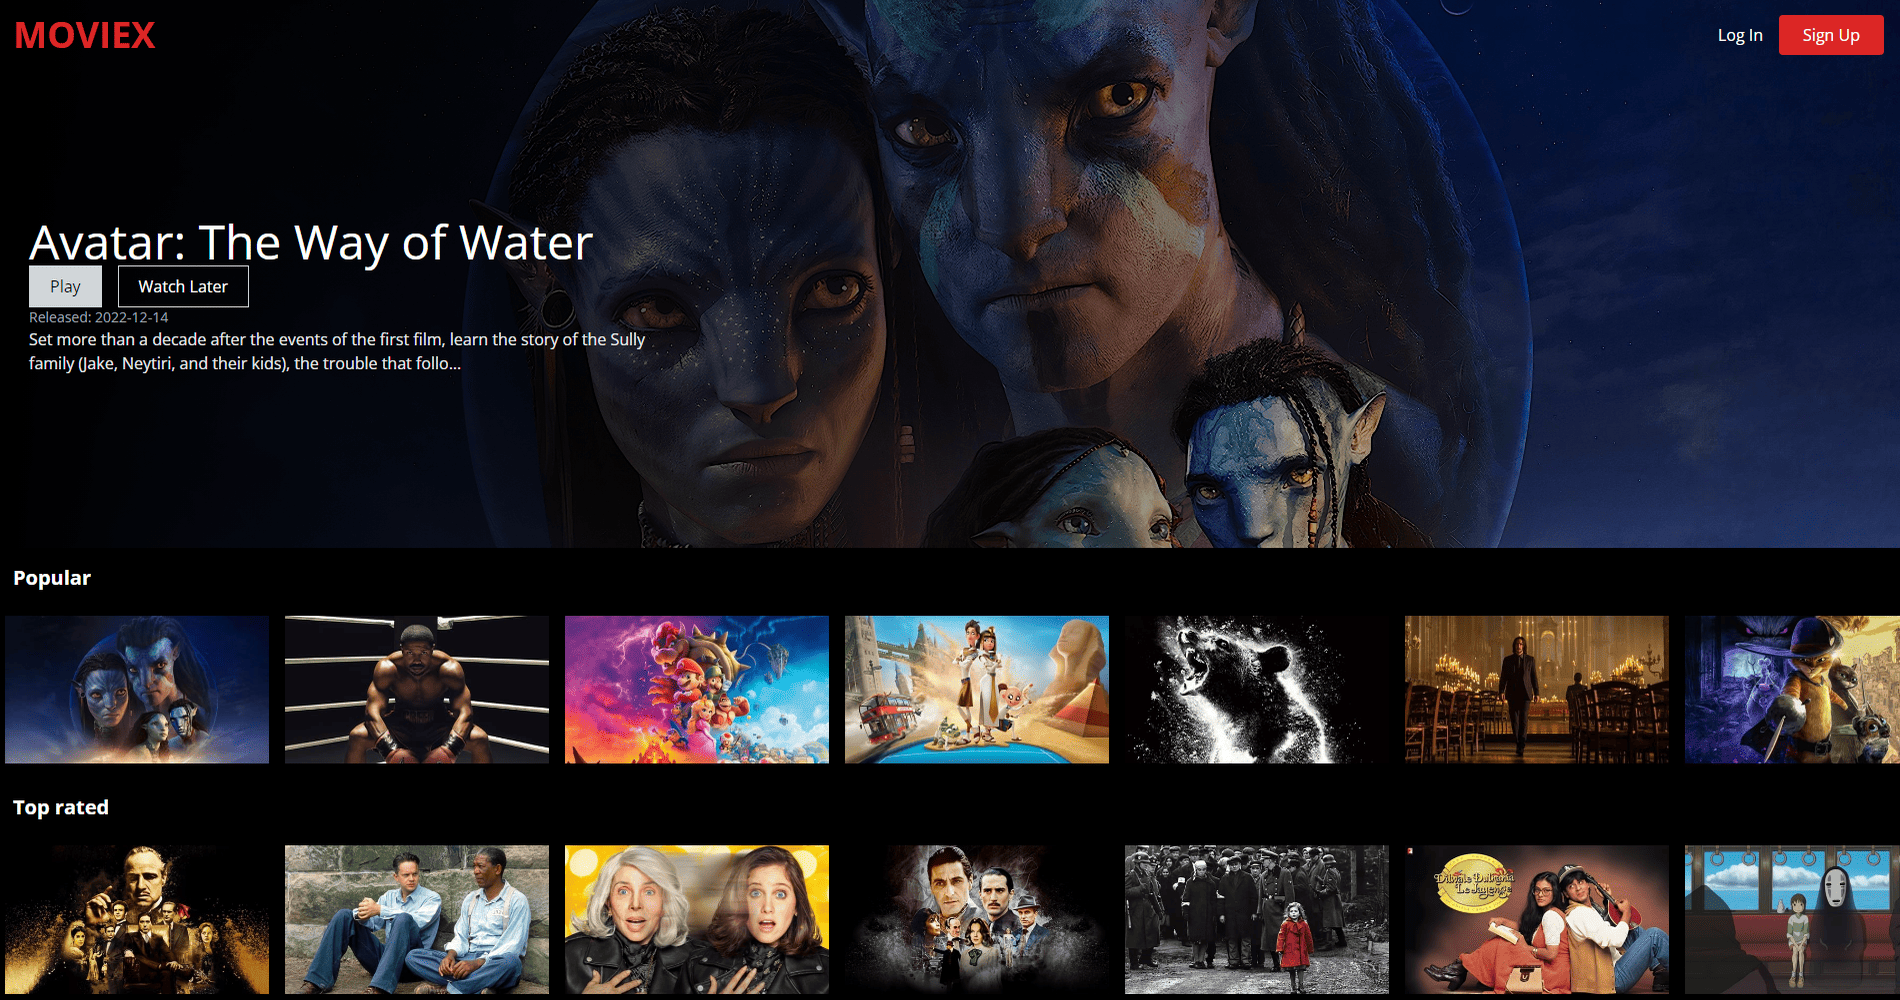 MOVIEX
Log In
Sign Up
Avatar: The Way of Water
Play
Watch Later
Released: 2022-12-14
Set more than a decade after the events of the first film, learn the story of the Sully
family (Jake, Neytiri, and their kids), the trouble that follo...
Popular
Top rated
Dilwale Dulhania
Le Jayenge